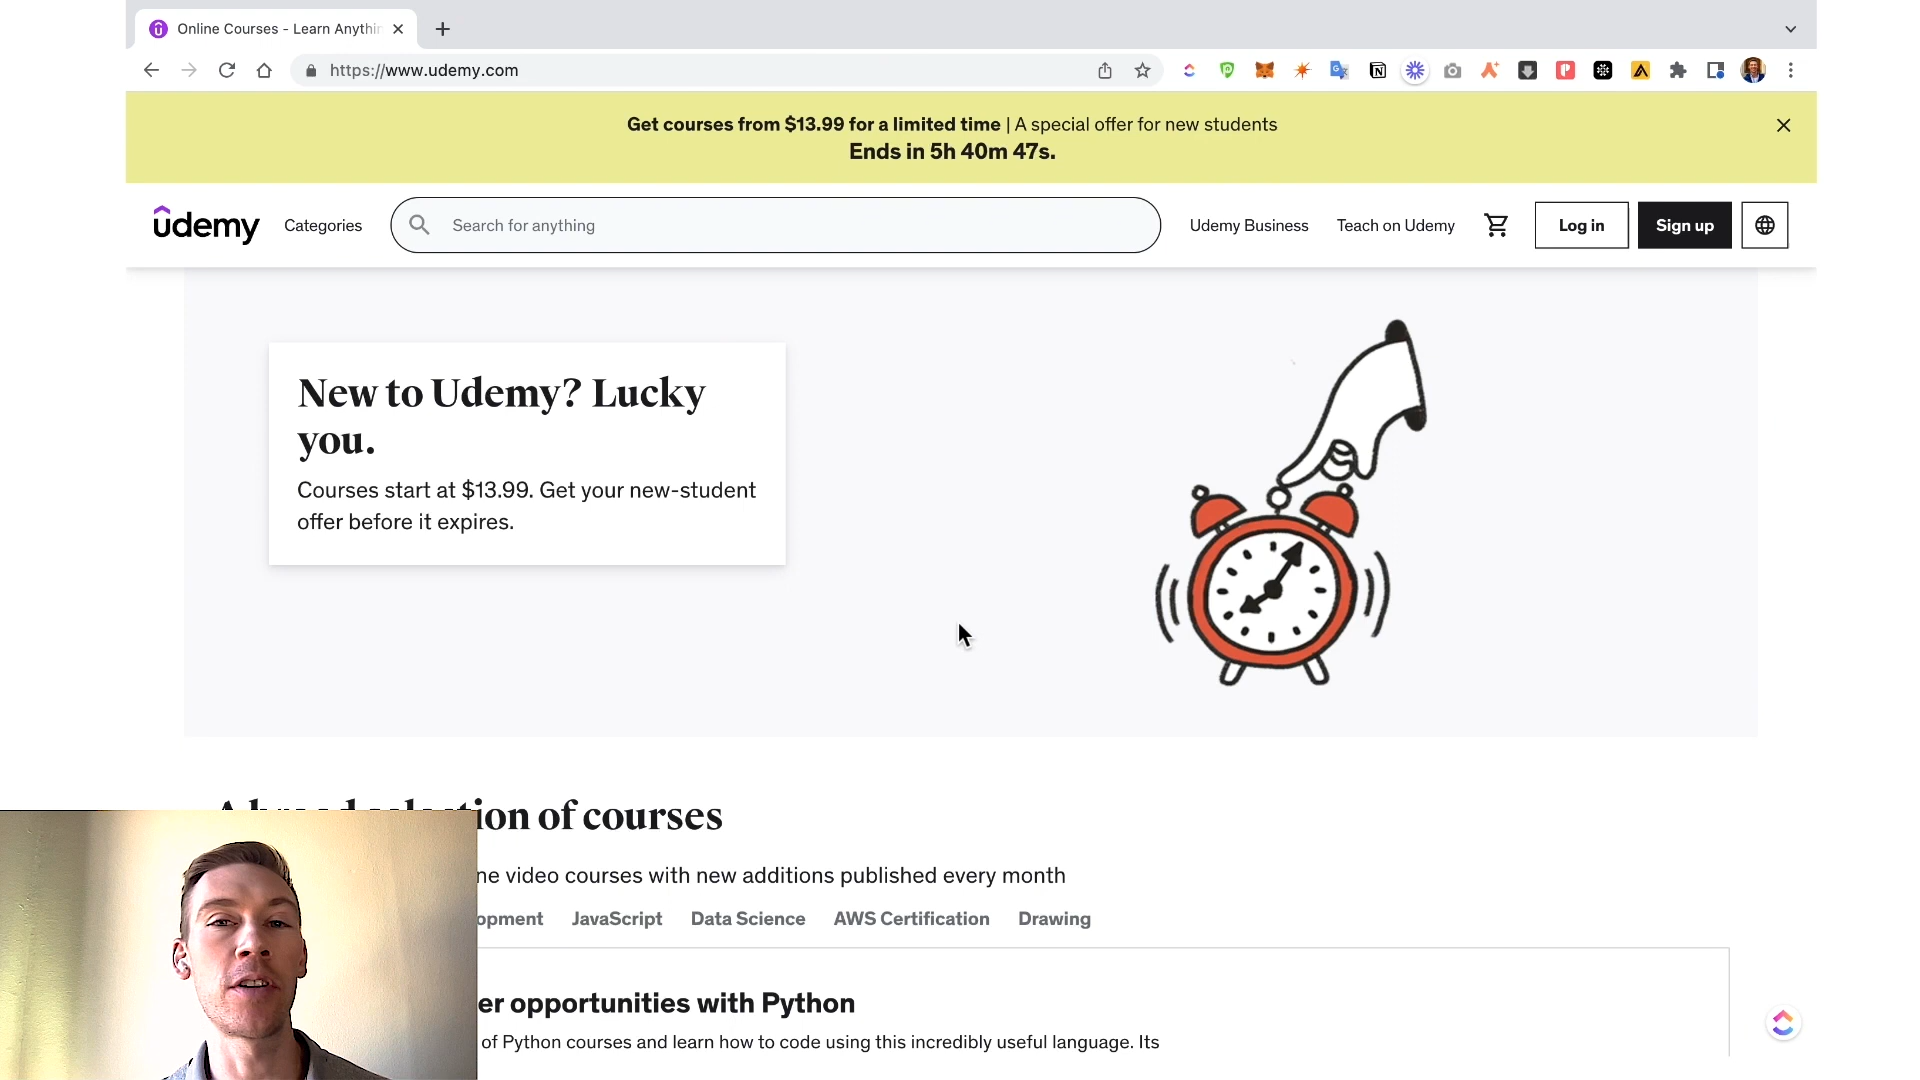 Online Courses - Learn Anythin
https://www.udemy.com
Get courses from $13.99 for a limited time | A special offer for new students
Ends in 5h 40m 47s.
udemy
Categories
Search for anything
Udemy Business
Teach on Udemy
Log in
Sign up
New to Udemy? Lucky
you.
Courses start at $13.99. Get your new-student
offer before it expires.
of courses
video courses with new additions published every month
JavaScript
Data Science
AWS Certification
Drawing
opportunities with Python
of Python courses and learn how to code using this incredibly useful language. Its